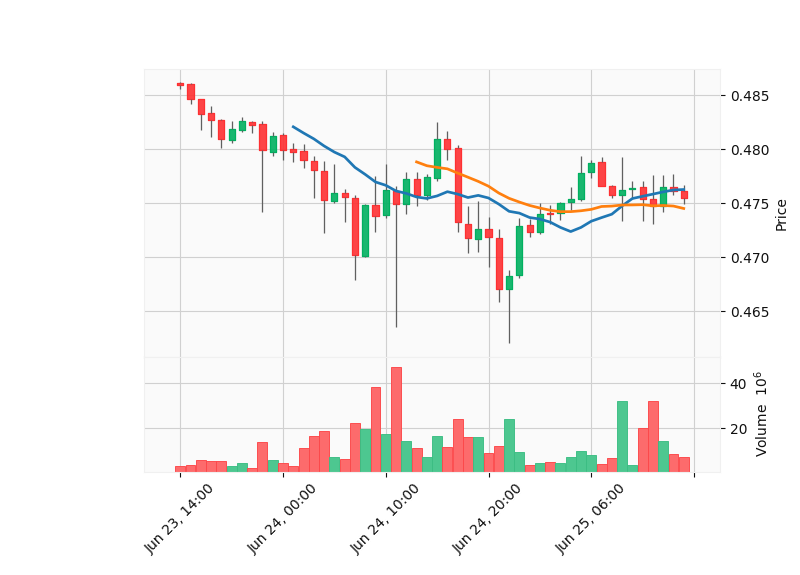 0.485
0.480
0.475
0.470
0.465
Price
40
20
Volume 10^6
Jun 23, 14:00
Jun 24, 00:00
Jun 24, 10:00
Jun 24, 20:00
Jun 25, 06:00